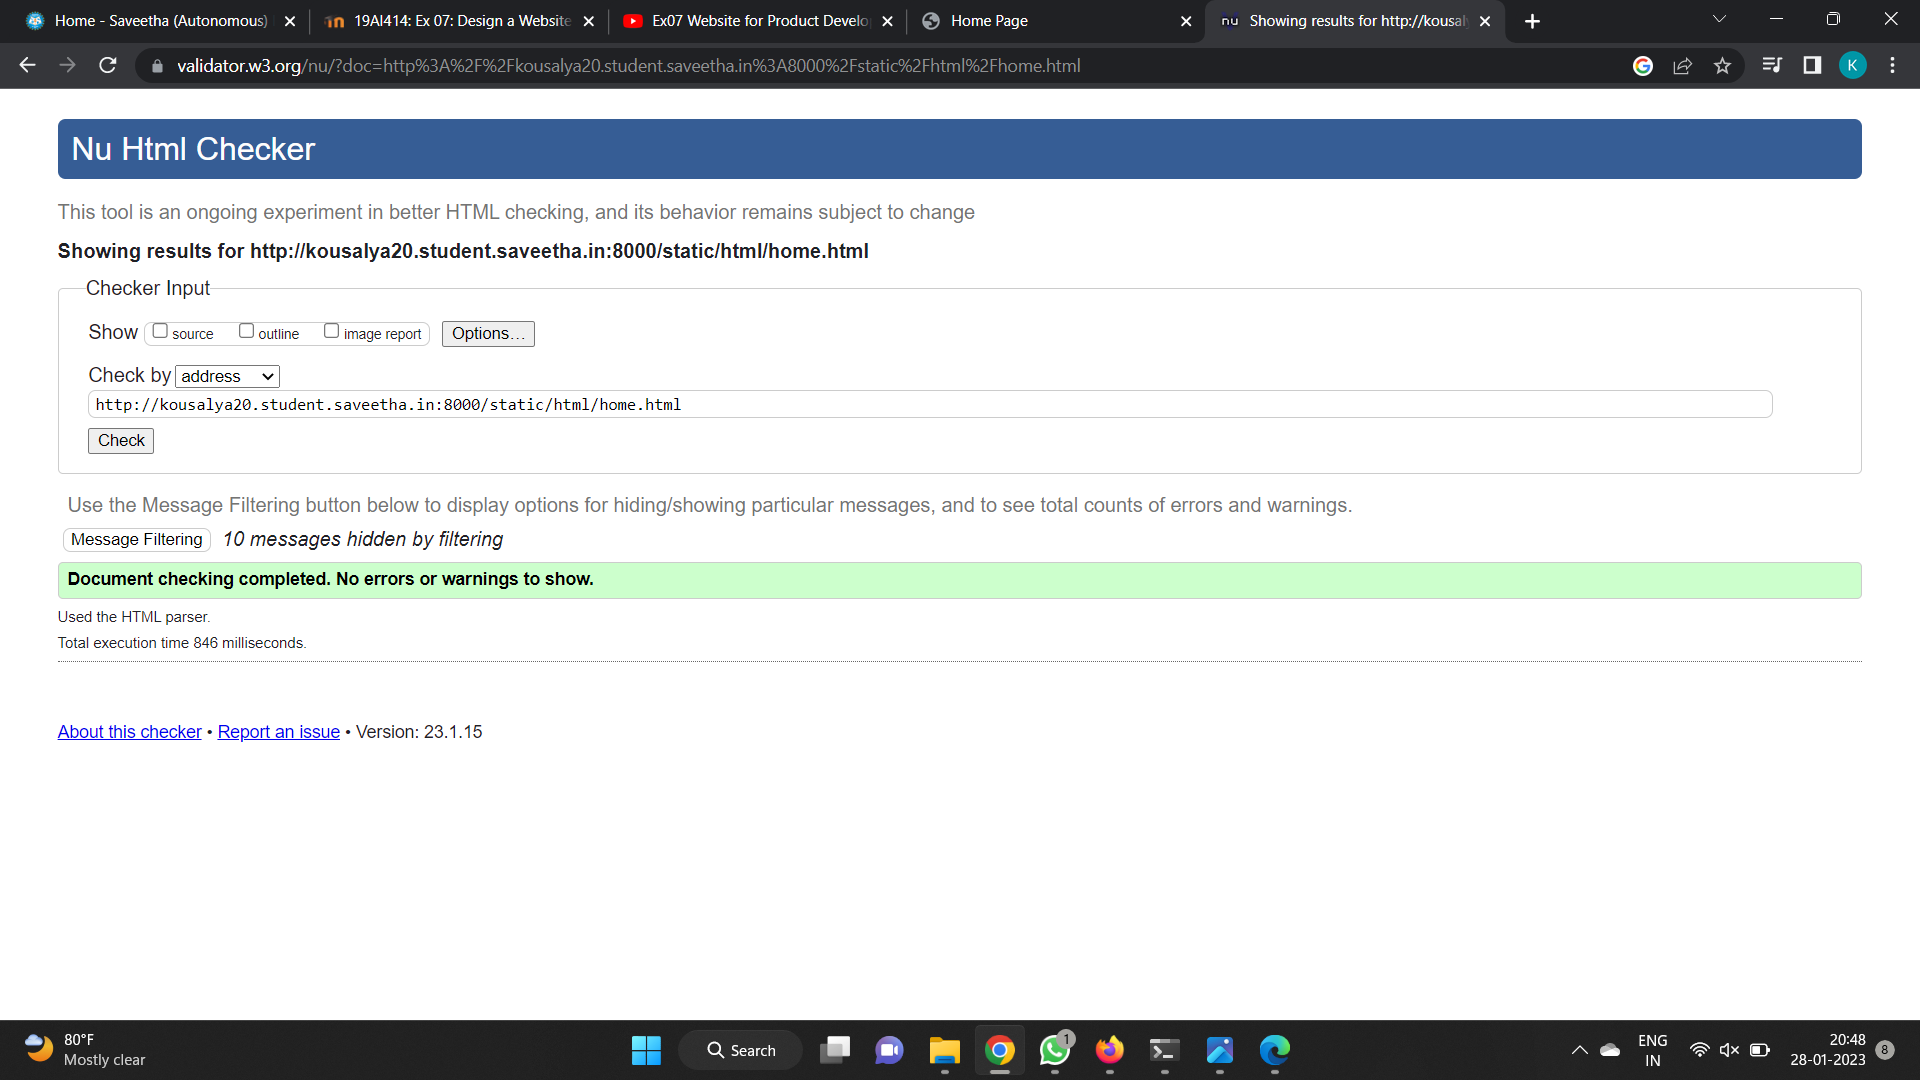 Home - Saveetha (Autonomous)
19AI414: Ex 07: Design a Website
Ex07 Website for Product Develo
Home Page
nu Showing results for http://kousal
validator.w3.org/nu/?doc=http%3A%2F%2Fkousalya20.student.saveetha.in%3A8000%2Fstatic%2Fhtml%2Fhome.html
K
Nu Html Checker
This tool is an ongoing experiment in better HTML checking, and its behavior remains subject to change
Showing results for http://kousalya20.student.saveetha.in:8000/static/html/home.html
Checker Input
Show source outline image report Options...
Check by address
http://kousalya20.student.saveetha.in:8000/static/html/home.html
Check
Use the Message Filtering button below to display options for hiding/showing particular messages, and to see total counts of errors and warnings.
Message Filtering 10 messages hidden by filtering
Document checking completed. No errors or warnings to show.
Used the HTML parser.
Total execution time 846 milliseconds.
About this checker • Report an issue • Version: 23.1.15
80°F
Mostly clear
Search
1
ENG
IN
20:48
28-01-2023
8